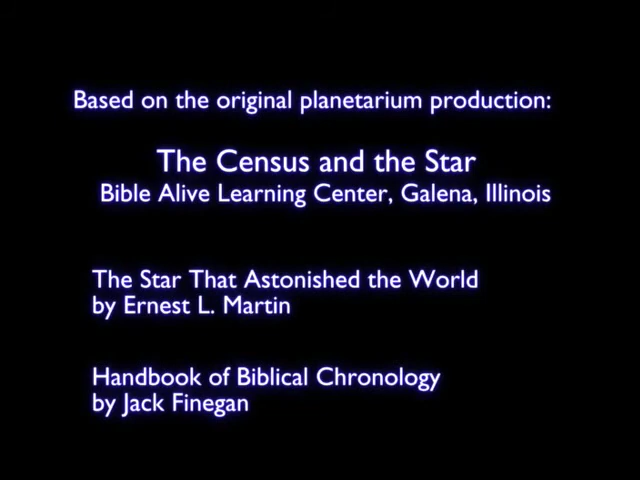 Based on the original planetarium production:
The Census and the Star
Bible Alive Learning Center, Galena, Illinois
The Star That Astonished the World
by Ernest L. Martin
Handbook of Biblical Chronology
by Jack Finegan